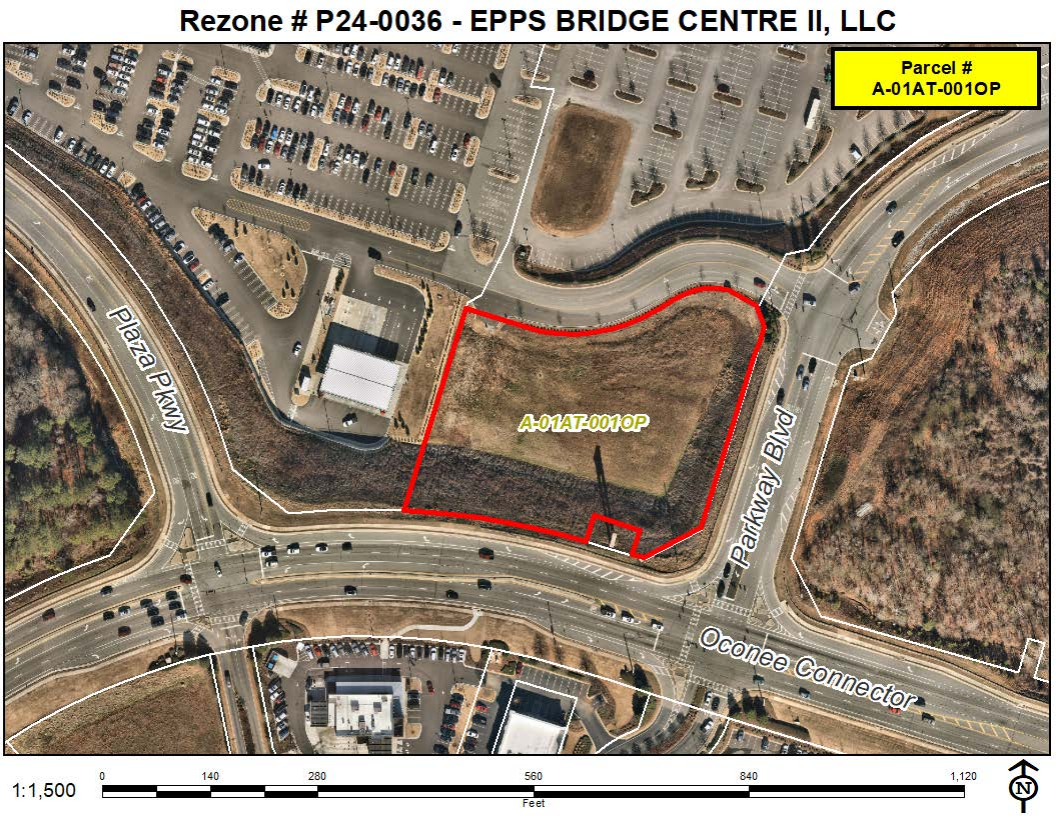 Rezone # P24-0036 - EPPS BRIDGE CENTRE II, LLC
Parcel #
A-01AT-001OP
Plaza Pkwy
A-01AT-001OP
Parkway Blvd
Oconee Connector
1:1,500
0 140 280 560 840 1,120
Feet
N